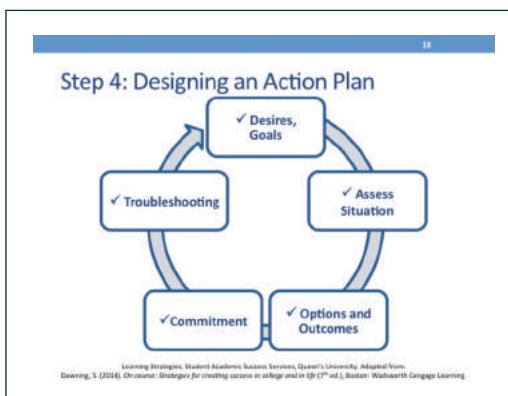 18
Step 4: Designing an Action Plan
✓ Desires,
Goals
✓ Assess
Situation
✓ Options and
Outcomes
✓Commitment
✓ Troubleshooting
Learning Strategies, Student Academic Success Services, Queen's University. Adapted from:
Downing, S. (2014). On course: Strategies for creating success in college and in life (7th ed.), Boston: Wadsworth Cengage Learning